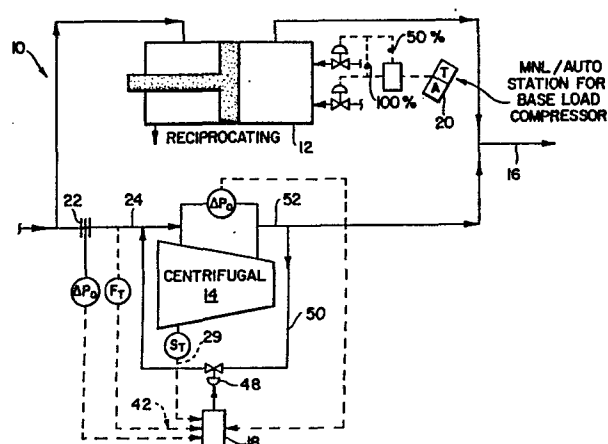 10
50 %
100 %
T
A
20
MNL/AUTO
STATION FOR
BASE LOAD
COMPRESSOR
RECIPROCATING
12
16
22
24
ΔPo
52
ΔPo
FT
CENTRIFUGAL
14
50
ST
29
48
42
18